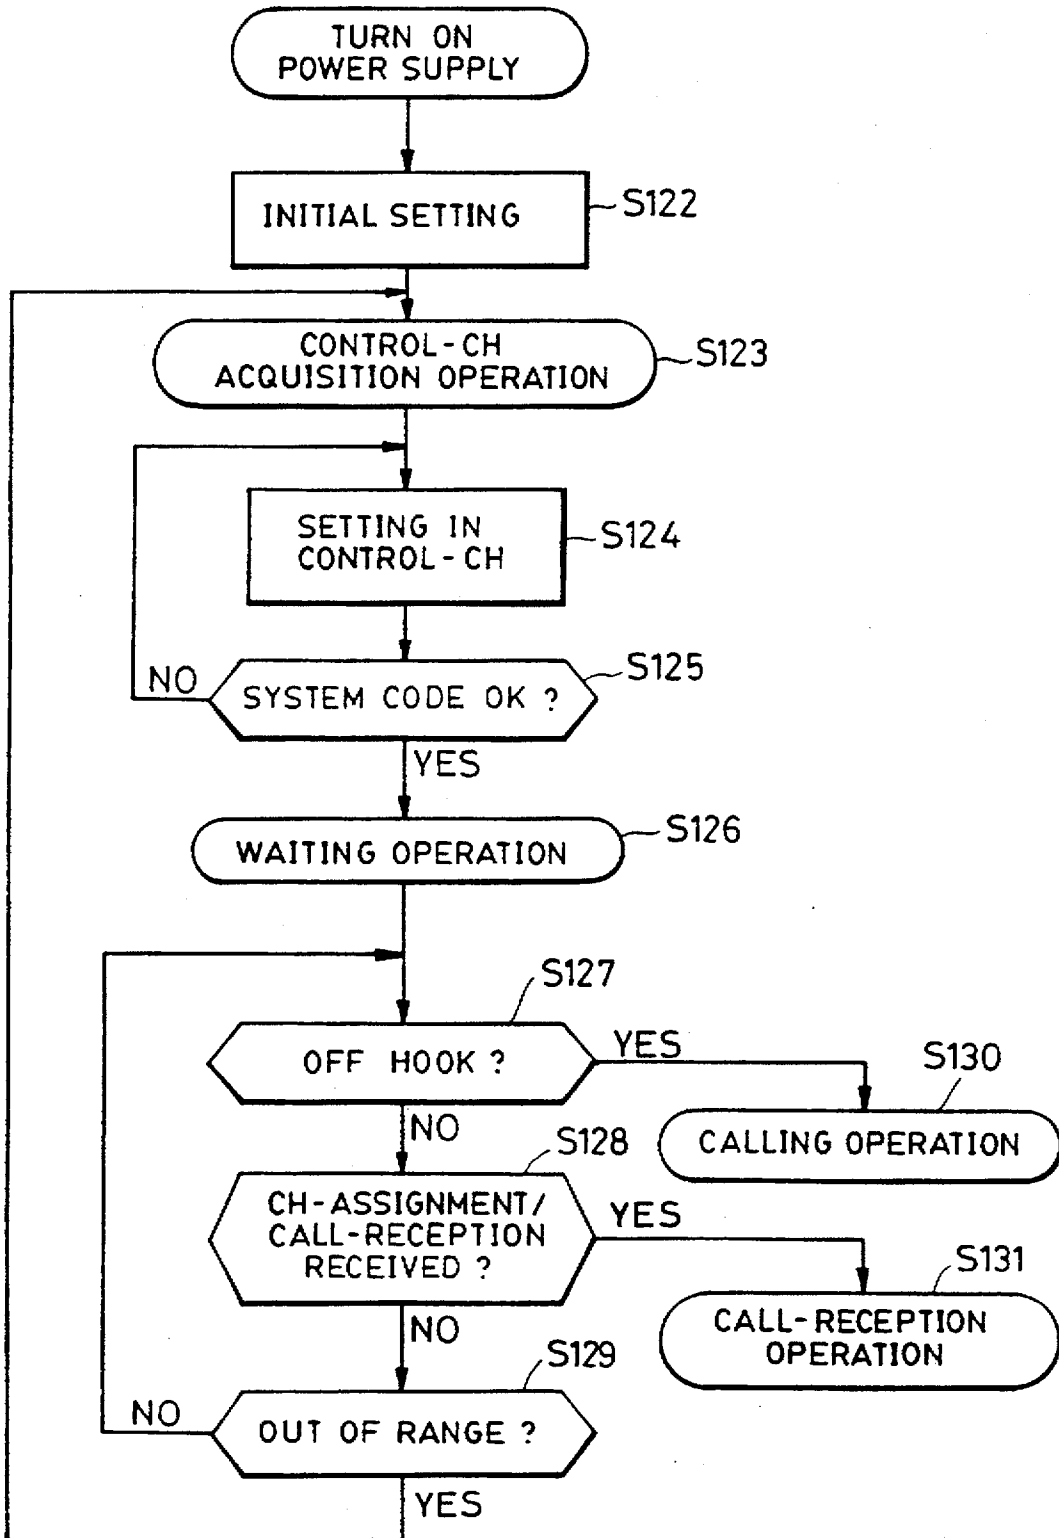 TURN ON
POWER SUPPLY
INITIAL SETTING
S122
CONTROL-CH
ACQUISITION OPERATION
S123
SETTING IN
CONTROL-CH
S124
NO
SYSTEM CODE OK ?
S125
YES
WAITING OPERATION
S126
S127
OFF HOOK ?
YES
S130
CALLING OPERATION
NO
S128
CH-ASSIGNMENT/
CALL-RECEPTION
RECEIVED ?
YES
S131
CALL-RECEPTION
OPERATION
NO
S129
NO
OUT OF RANGE ?
YES